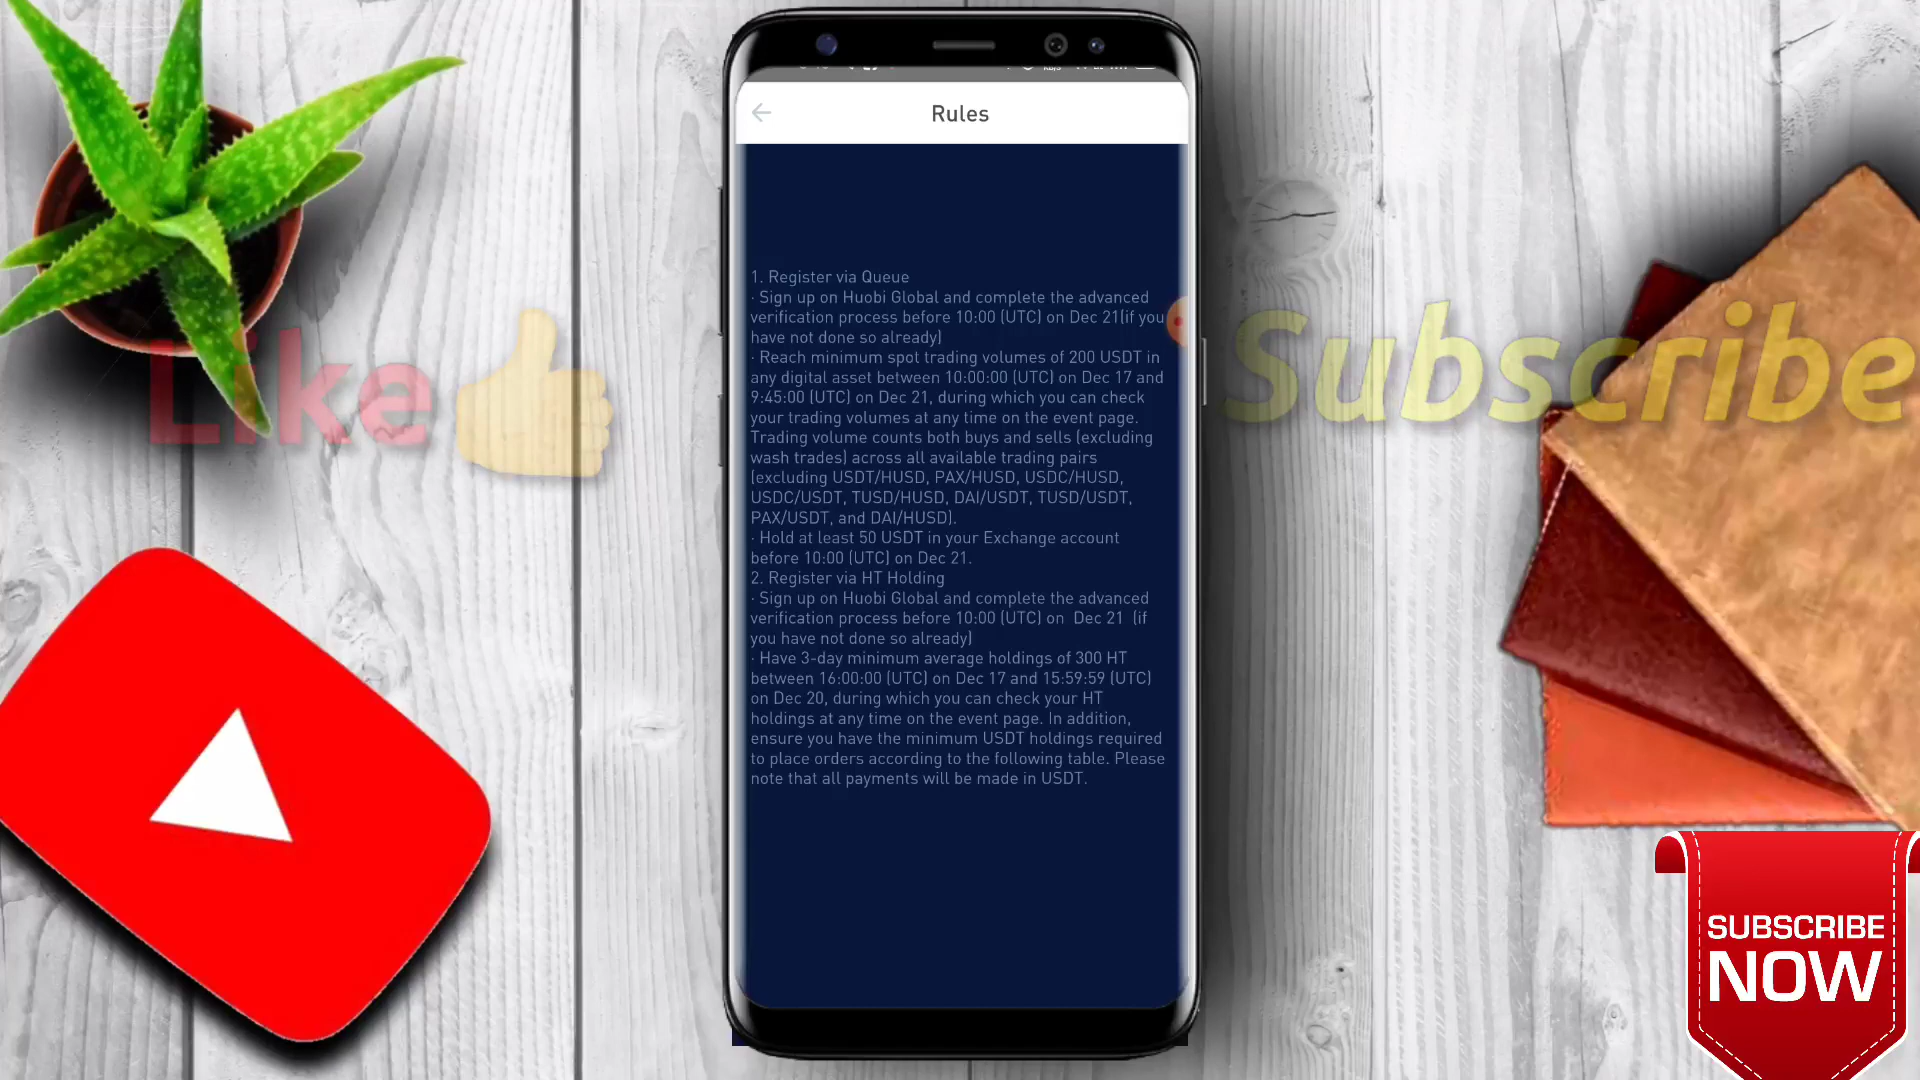 Rules
1. Register via Queue
· Sign up on Huobi Global and complete the advanced
verification process before 10:00 (UTC) on Dec 21(if you
have not done so already)
· Reach minimum spot trading volumes of 200 USDT in
any digital asset between 10:00:00 (UTC) on Dec 17 and
9:45:00 (UTC) on Dec 21, during which you can check
your trading volumes at any time on the event page.
Trading volume counts both buys and sells (excluding
wash trades) across all available trading pairs
(excluding USDT/HUSD, PAX/HUSD, USDC/HUSD,
USDC/USDT, TUSD/HUSD, DAI/USDT, TUSD/USDT,
PAX/USDT, and DAI/HUSD).
· Hold at least 50 USDT in your Exchange account
before 10:00 (UTC) on Dec 21.
2. Register via HT Holding
· Sign up on Huobi Global and complete the advanced
verification process before 10:00 (UTC) on  Dec 21  (if
you have not done so already)
· Have 3-day minimum average holdings of 300 HT
between 16:00:00 (UTC) on Dec 17 and 15:59:59 (UTC)
on Dec 20, during which you can check your HT
holdings at any time on the event page. In addition,
ensure you have the minimum USDT holdings required
to place orders according to the following table. Please
note that all payments will be made in USDT.
Like
Subscribe
SUBSCRIBE
NOW